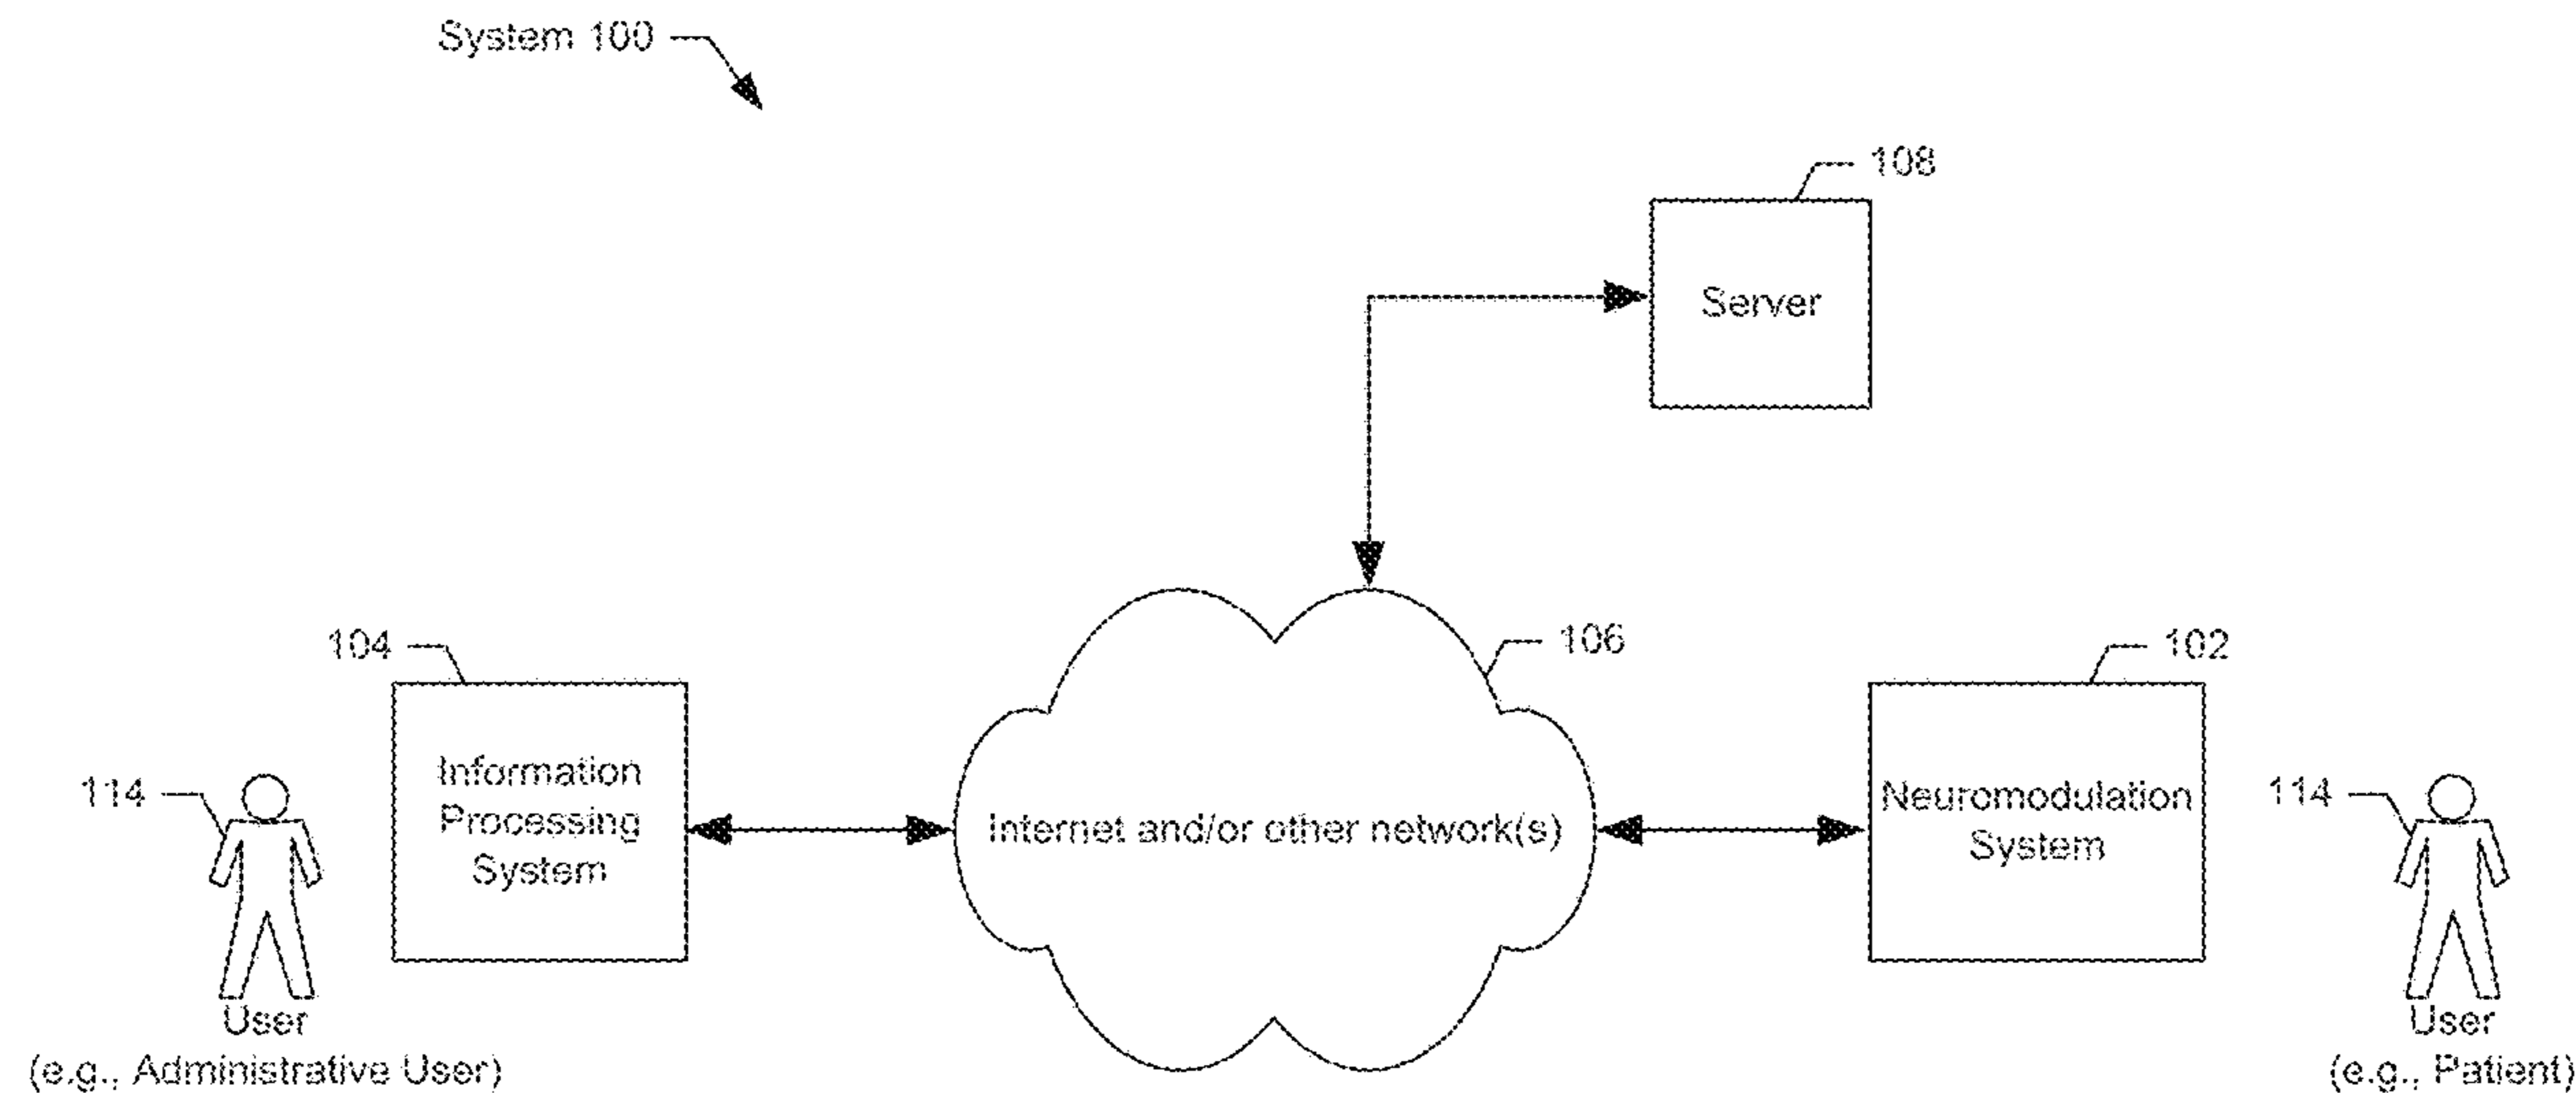 System 100
108
Server
104
106
102
Information
Processing
System
Internet and/or other network(s)
Neuromodulation
System
114
114
User
(e.g., Administrative User)
User
(e.g., Patient)